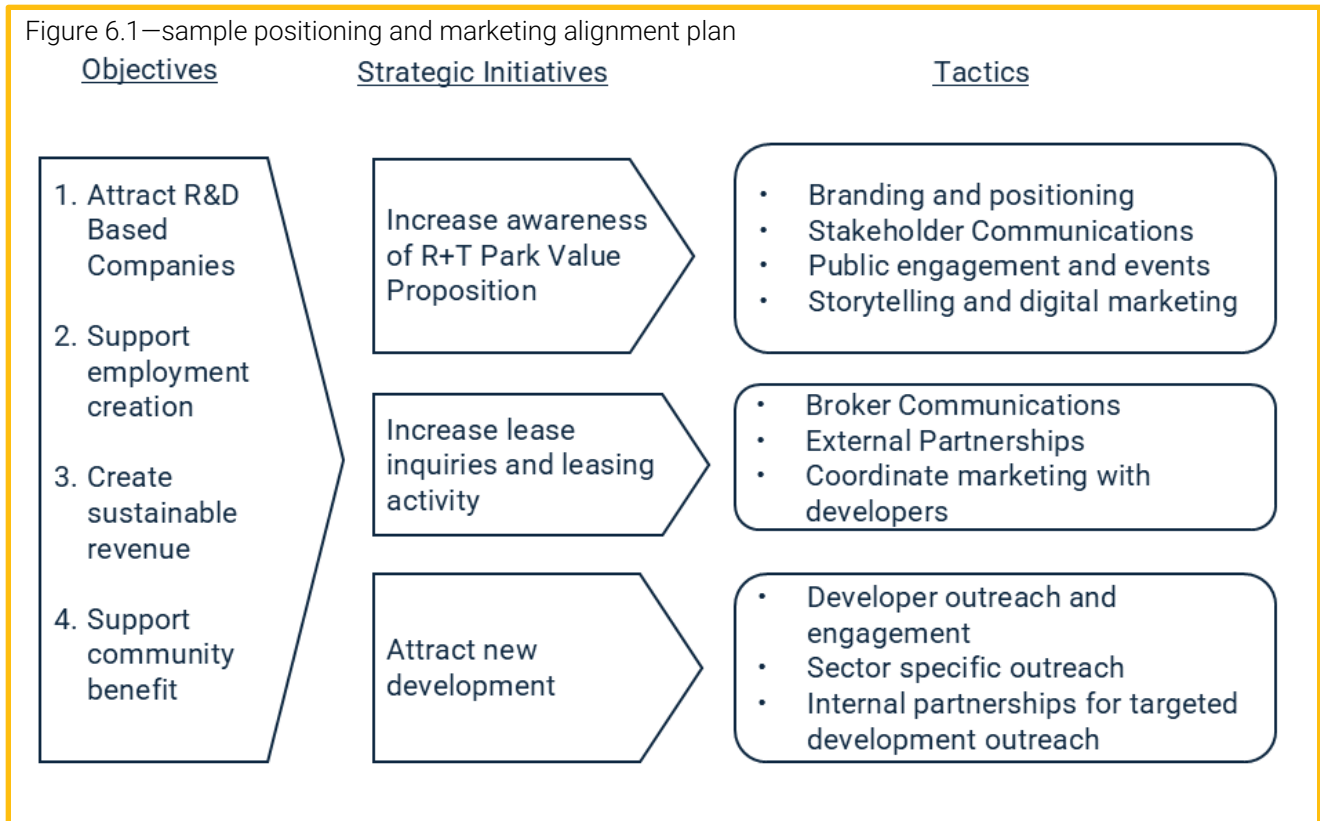 Figure 6.1—sample positioning and marketing alignment plan
Objectives
Strategic Initiatives
Tactics
1. Attract R&D
Based
Companies
2. Support
employment
creation
3. Create
sustainable
revenue
4. Support
community
benefit
Increase awareness
of R+T Park Value
Proposition
• Branding and positioning
• Stakeholder Communications
• Public engagement and events
• Storytelling and digital marketing
Increase lease
inquiries and leasing
activity
• Broker Communications
• External Partnerships
• Coordinate marketing with
developers
Attract new
development
• Developer outreach and
engagement
• Sector specific outreach
• Internal partnerships for targeted
development outreach